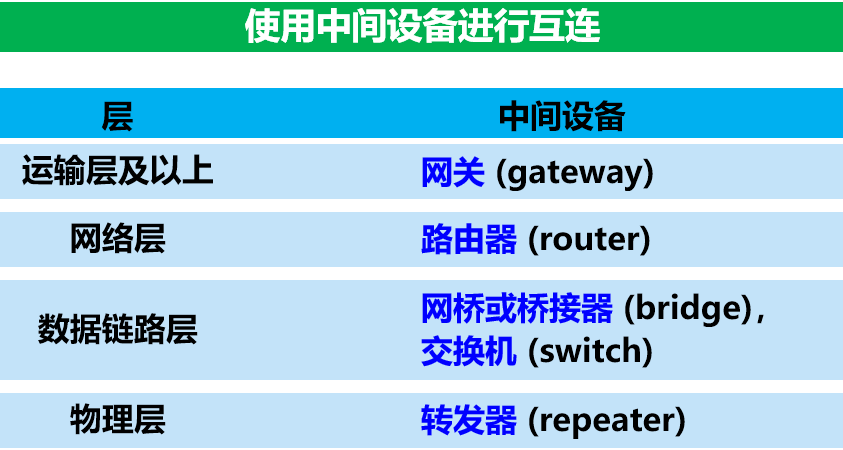 使用中间设备进行互连
层 中间设备
运输层及以上 网关 (gateway)
网络层 路由器 (router)
数据链路层 网桥或桥接器 (bridge)，
交换机 (switch)
物理层 转发器 (repeater)